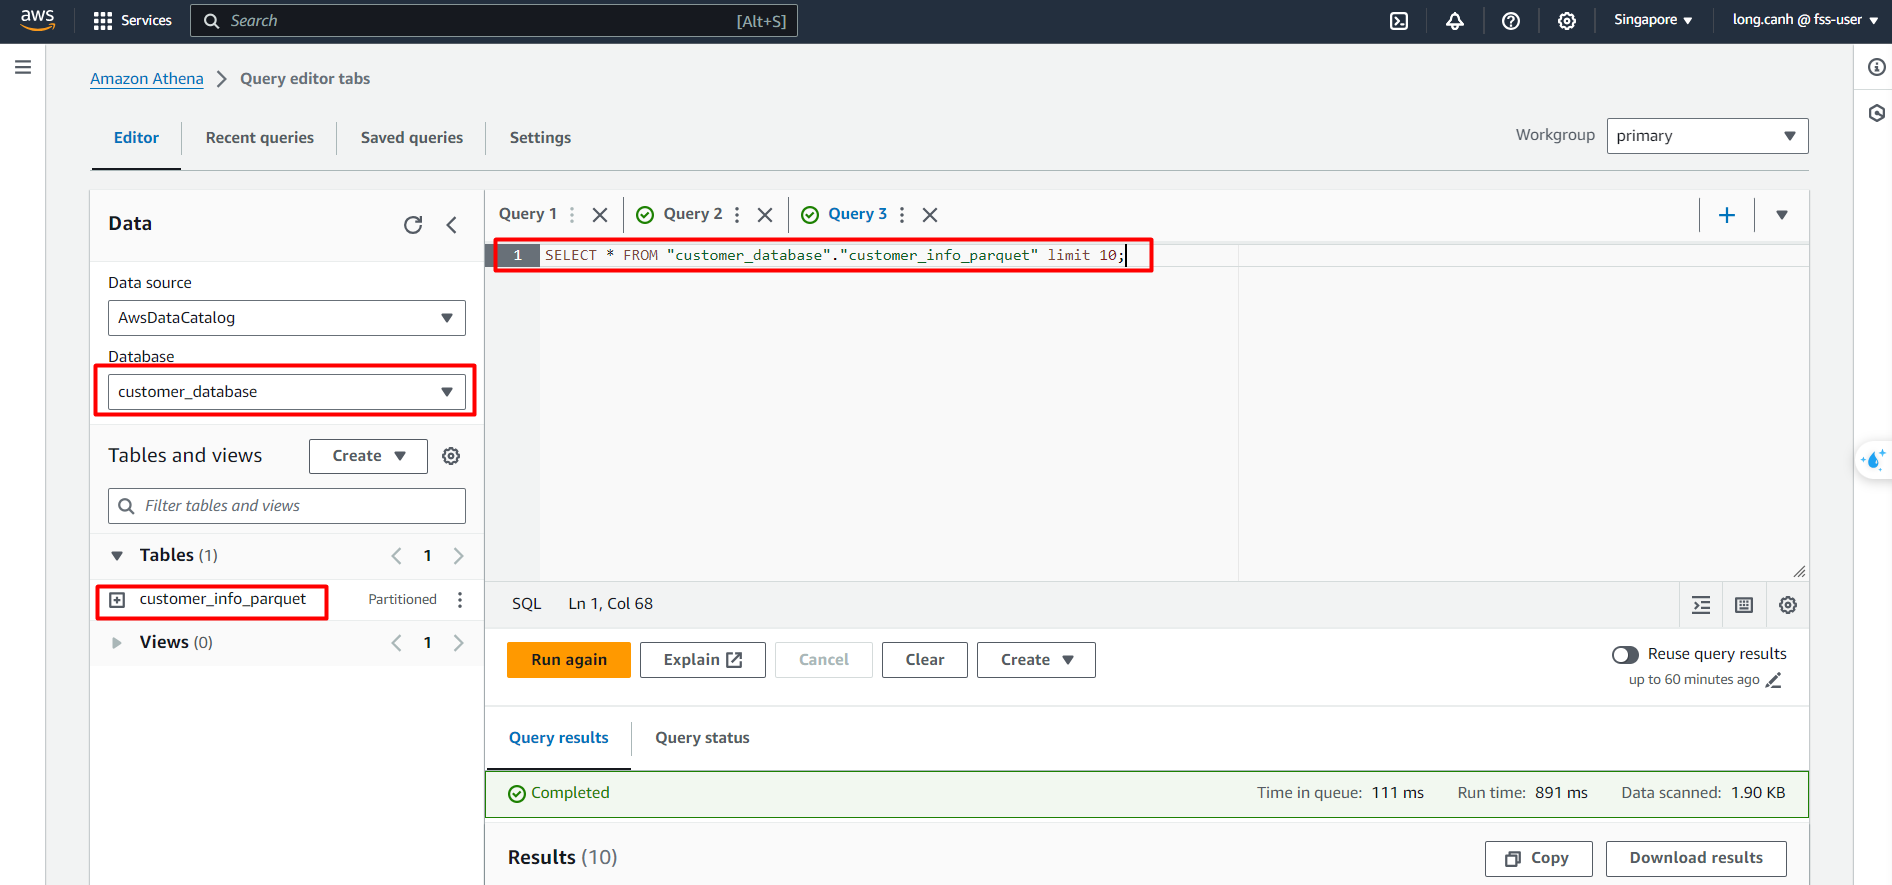 aws
Services
Search
[Alt+S]
Singapore
long.canh @ fss-user
Amazon Athena
Query editor tabs
Editor
Recent queries
Saved queries
Settings
Workgroup
primary
Data
Query 1
Query 2
Query 3
1
SELECT * FROM "customer_database"."customer_info_parquet" limit 10;
Data source
AwsDataCatalog
Database
customer_database
Tables and views
Create
Filter tables and views
Tables (1)
1
customer_info_parquet
Partitioned
Views (0)
1
SQL
Ln 1, Col 68
Run again
Explain
Cancel
Clear
Create
Reuse query results
up to 60 minutes ago
Query results
Query status
Completed
Time in queue: 111 ms
Run time: 891 ms
Data scanned: 1.90 KB
Results (10)
Copy
Download results